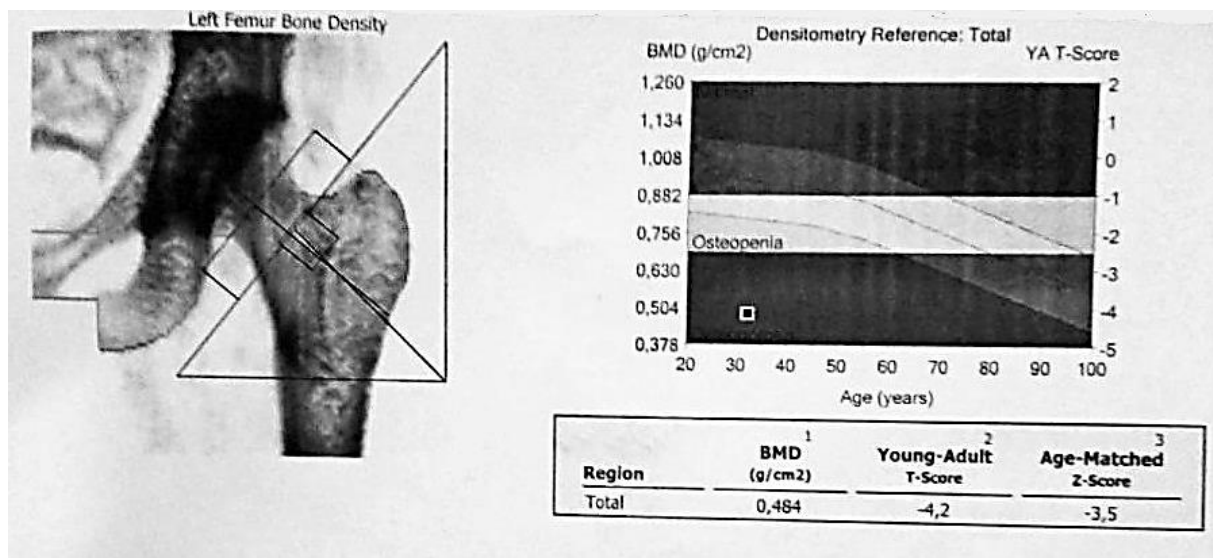 Left Femur Bone Density
Densitometry Reference: Total
BMD (g/cm2) YA T-Score
1,260 2
1,134 1
1,008 0
0,882 -1
0,756 -2
Osteopenia
0,630 -3
0,504 -4
0,378 -5
20 30 40 50 60 70 80 90 100
Age (years)
1 2 3
BMD Young-Adult Age-Matched
Region (g/cm2) T-Score Z-Score
Total 0,484 -4,2 -3,5